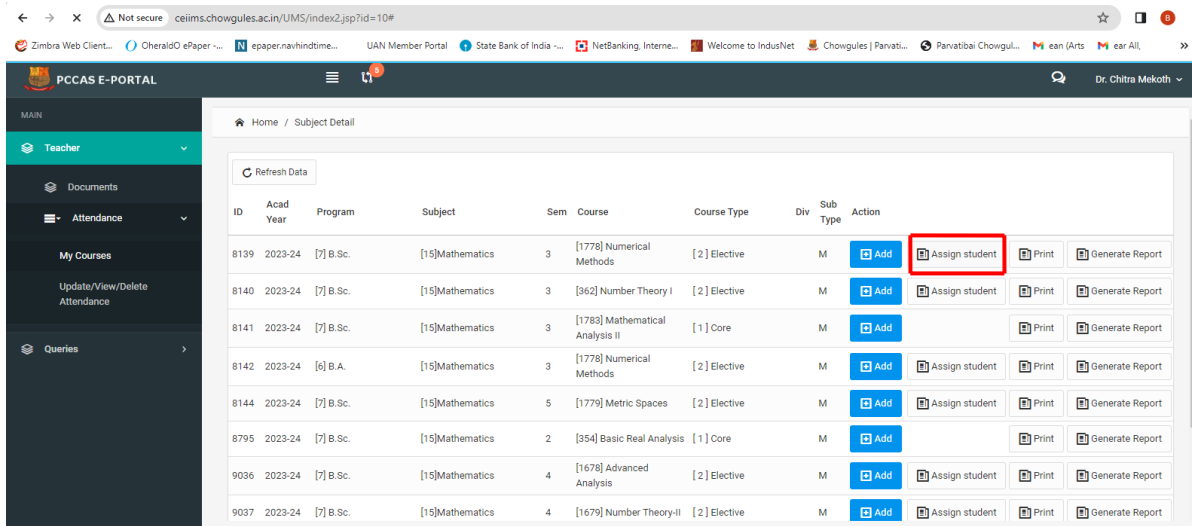 Not secure ceiims.chowgules.ac.in/UMS/index2.jsp?id=10#
B
Zimbra Web Client... OheraldO ePaper -... N epaper.navhindtime... UAN Member Portal State Bank of India -... NetBanking, Interne... Welcome to IndusNet Chowgules | Parvati... Parvatibai Chowgul... ean (Arts ear All, »
PCCAS E-PORTAL 5 Dr. Chitra Mekoth
MAIN
Home / Subject Detail
Teacher
Documents
Attendance
My Courses
Update/View/Delete
Attendance
Queries
Refresh Data
ID Acad Year Program Subject Sem Course Course Type Div Sub Type Action
8139 2023-24 [7] B.Sc. [15]Mathematics 3 [1778] Numerical Methods [ 2 ] Elective M Add Assign student Print Generate Report
8140 2023-24 [7] B.Sc. [15]Mathematics 3 [362] Number Theory I [ 2 ] Elective M Add Assign student Print Generate Report
8141 2023-24 [7] B.Sc. [15]Mathematics 3 [1783] Mathematical Analysis II [ 1 ] Core M Add Print Generate Report
8142 2023-24 [6] B.A. [15]Mathematics 3 [1778] Numerical Methods [ 2 ] Elective M Add Assign student Print Generate Report
8144 2023-24 [7] B.Sc. [15]Mathematics 5 [1779] Metric Spaces [ 2 ] Elective M Add Assign student Print Generate Report
8795 2023-24 [7] B.Sc. [15]Mathematics 2 [354] Basic Real Analysis [ 1 ] Core M Add Print Generate Report
9036 2023-24 [7] B.Sc. [15]Mathematics 4 [1678] Advanced Analysis [ 2 ] Elective M Add Assign student Print Generate Report
9037 2023-24 [7] B.Sc. [15]Mathematics 4 [1679] Number Theory-II [ 2 ] Elective M Add Assign student Print Generate Report